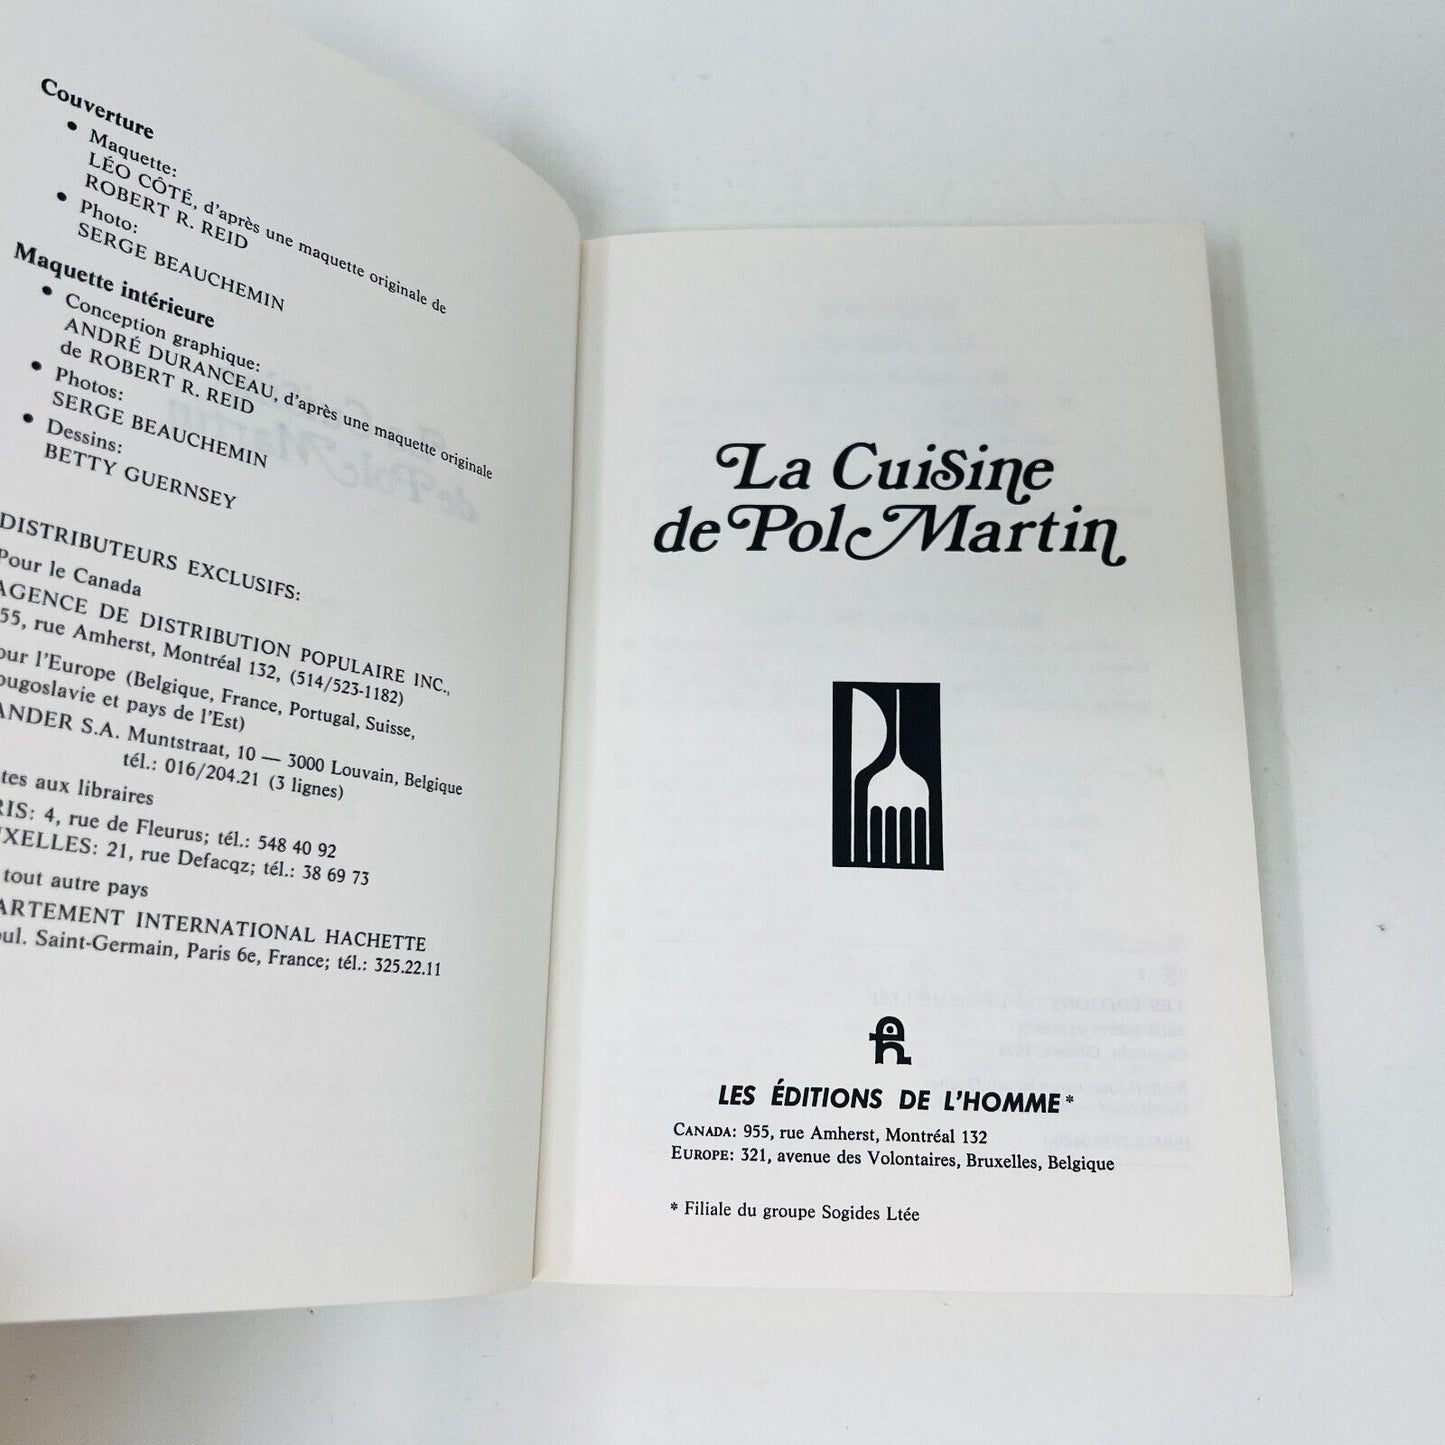 Couverture
• Maquette:
LÉO CÔTÉ, d'après une maquette originale de
ROBERT R. REID
• Photo:
SERGE BEAUCHEMIN
Maquette intérieure
• Conception graphique:
ANDRÉ DURANCEAU, d'après une maquette originale
de ROBERT R. REID
• Photos:
SERGE BEAUCHEMIN
• Dessins:
BETTY GUERNSEY
DISTRIBUTEURS EXCLUSIFS:
Pour le Canada
AGENCE DE DISTRIBUTION POPULAIRE INC.,
55, rue Amherst, Montréal 132, (514/523-1182)
our l'Europe (Belgique, France, Portugal, Suisse,
ougoslavie et pays de l'Est)
ANDER S.A. Muntstraat, 10 — 3000 Louvain, Belgique
tél.: 016/204.21 (3 lignes)
tes aux libraires
RIS: 4, rue de Fleurus; tél.: 548 40 92
UXELLES: 21, rue Defacqz; tél.: 38 69 73
tout autre pays
ARTEMENT INTERNATIONAL HACHETTE
oul. Saint-Germain, Paris 6e, France; tél.: 325.22.11
La Cuisine
de Pol Martin
LES ÉDITIONS DE L'HOMME*
CANADA: 955, rue Amherst, Montréal 132
EUROPE: 321, avenue des Volontaires, Bruxelles, Belgique
* Filiale du groupe Sogides Ltée